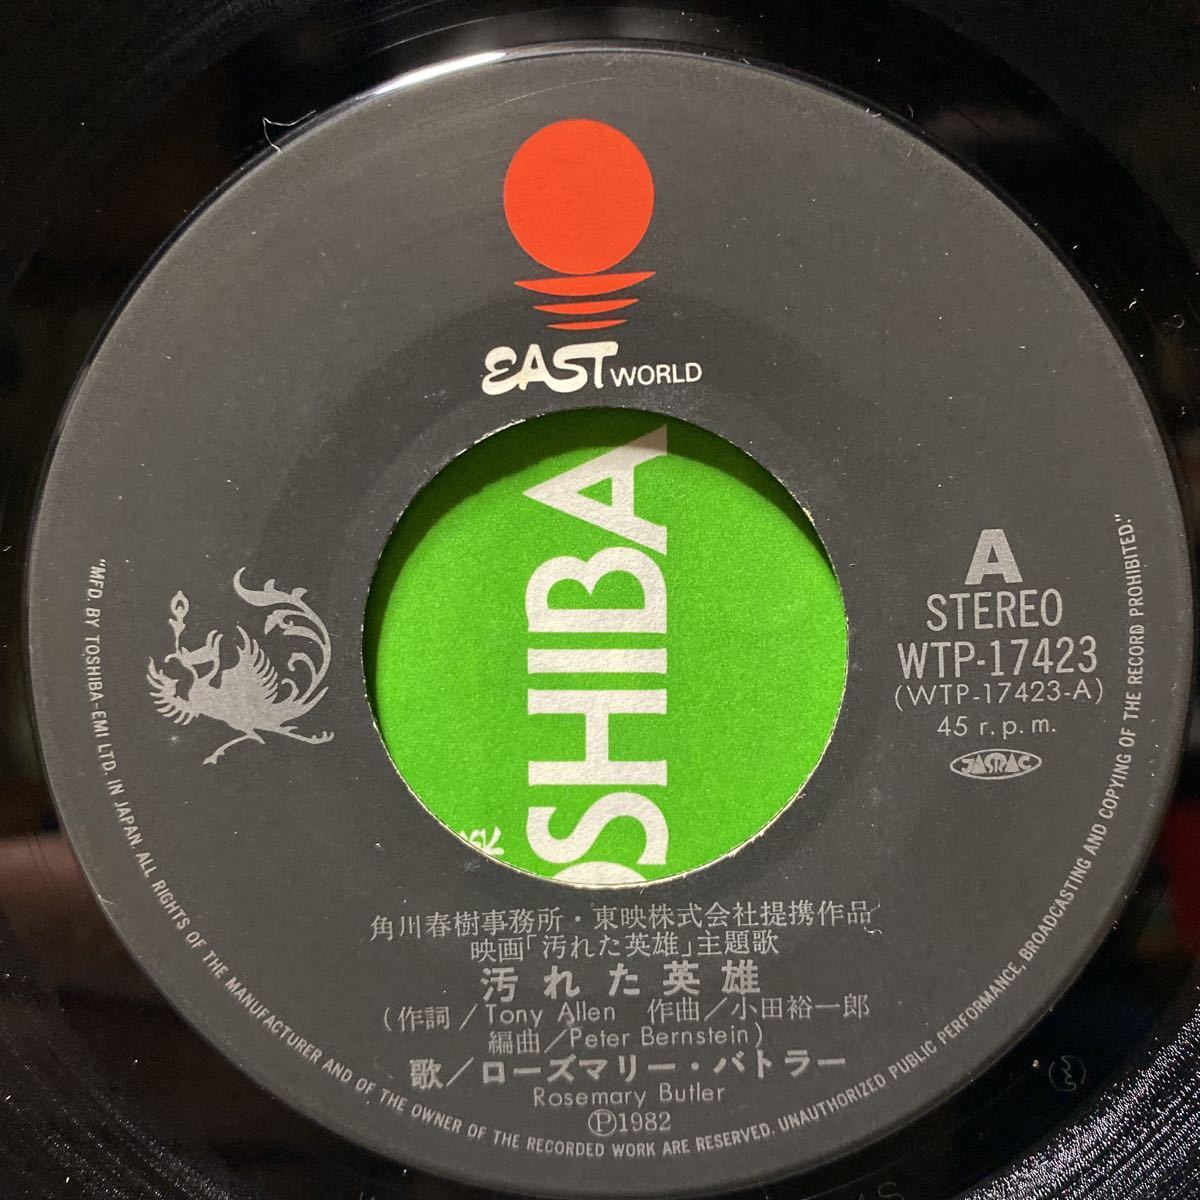 EAST WORLD
TOSHIBA
A
STEREO
WTP-17423
(WTP-17423-A)
45 r.p.m.
JASRAC
角川春樹事務所・東映株式会社提携作品
映画「汚れた英雄」主題歌
汚れた英雄
(作詞/Tony Allen 作曲/小田裕一郎
編曲/Peter Bernstein)
歌/ローズマリー・バトラー
Rosemary Butler
Ⓟ1982
"MFD. BY TOSHIBA-EMI LTD. IN JAPAN ALL RIGHTS OF THE MANUFACTURER AND OF THE OWNER OF THE RECORDED WORK ARE RESERVED. UNAUTHORIZED PUBLIC PERFORMANCE, BROADCASTING AND COPYING OF THE RECORD PROHIBITED."